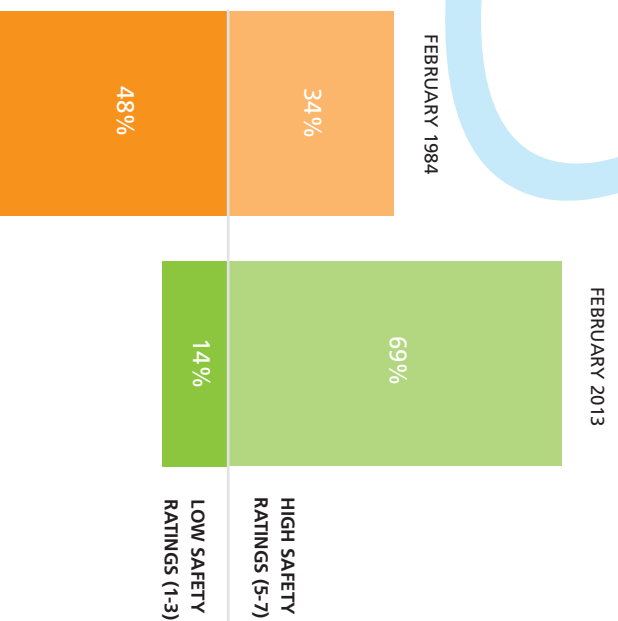 FEBRUARY 1984
FEBRUARY 2013
34%
69%
48%
14%
HIGH SAFETY
RATINGS (5-7)
LOW SAFETY
RATINGS (1-3)